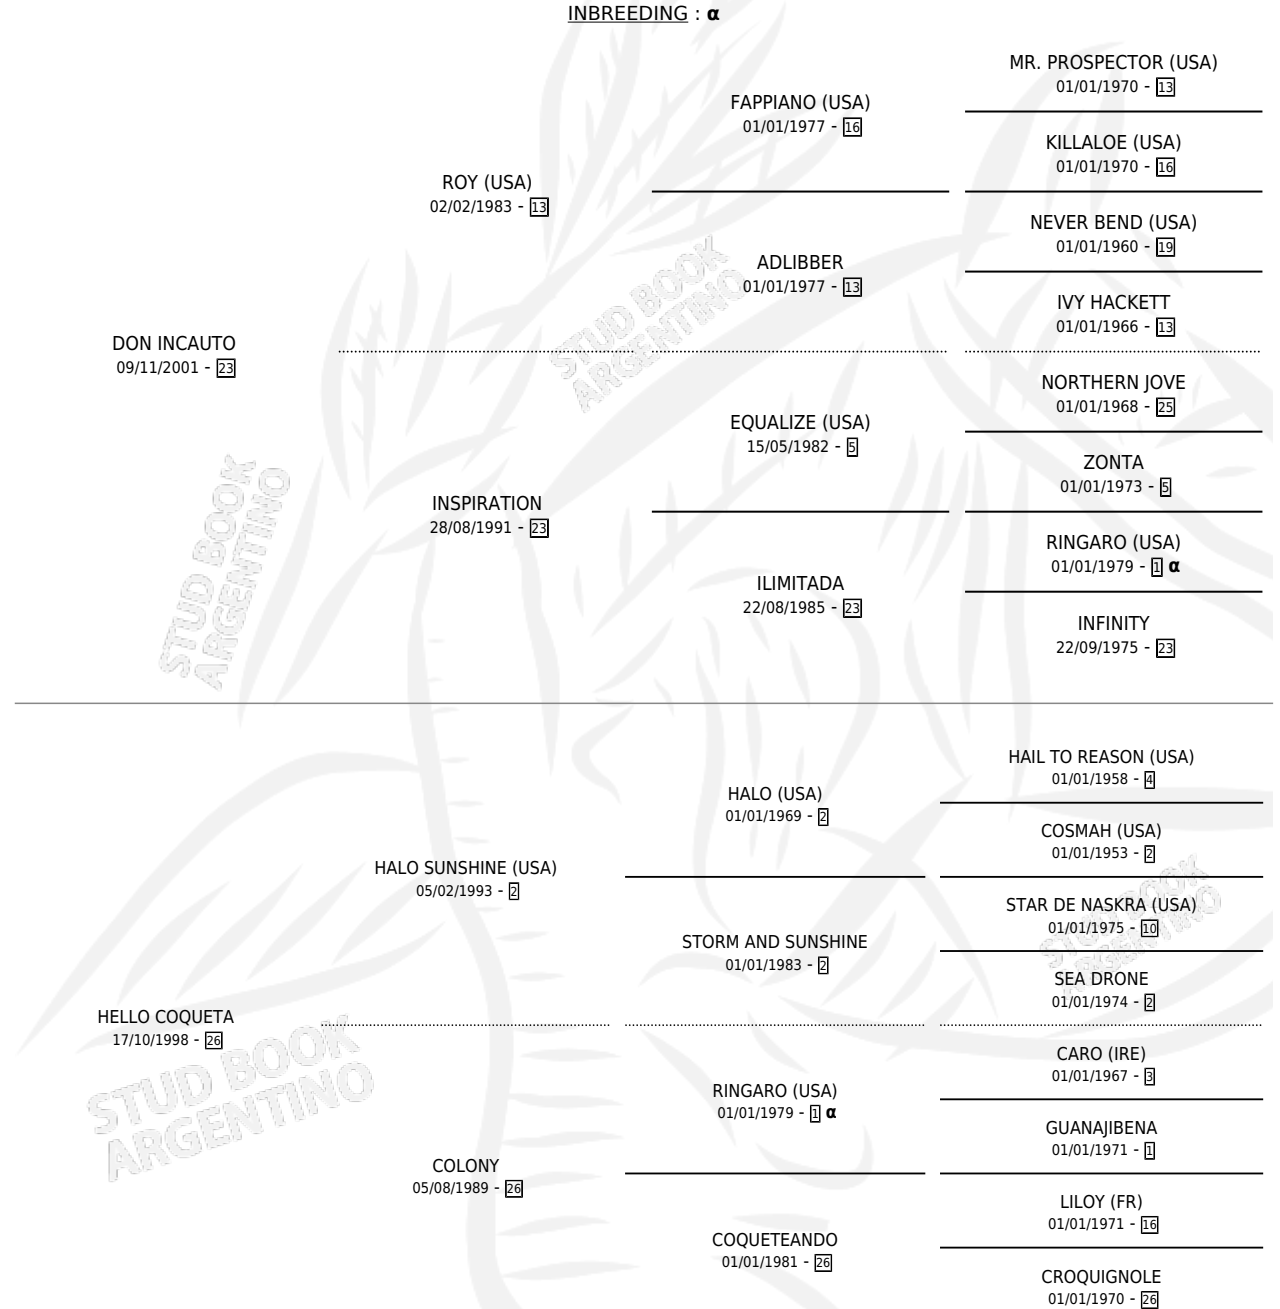 INBREEDING : α
MR. PROSPECTOR (USA)
01/01/1970 - 13
FAPPIANO (USA)
01/01/1977 - 16
KILLALOE (USA)
01/01/1970 - 16
ROY (USA)
02/02/1983 - 13
NEVER BEND (USA)
01/01/1960 - 19
ADLIBBER
01/01/1977 - 13
IVY HACKETT
01/01/1966 - 13
DON INCAUTO
09/11/2001 - 23
NORTHERN JOVE
01/01/1968 - 25
EQUALIZE (USA)
15/05/1982 - 5
ZONTA
01/01/1973 - 5
INSPIRATION
28/08/1991 - 23
RINGARO (USA)
01/01/1979 - 1 α
ILIMITADA
22/08/1985 - 23
INFINITY
22/09/1975 - 23
HAIL TO REASON (USA)
01/01/1958 - 4
HALO (USA)
01/01/1969 - 2
COSMAH (USA)
01/01/1953 - 2
HALO SUNSHINE (USA)
05/02/1993 - 2
STAR DE NASKRA (USA)
01/01/1975 - 10
STORM AND SUNSHINE
01/01/1983 - 2
SEA DRONE
01/01/1974 - 2
HELLO COQUETA
17/10/1998 - 26
CARO (IRE)
01/01/1967 - 3
RINGARO (USA)
01/01/1979 - 1 α
GUANAJIBENA
01/01/1971 - 1
COLONY
05/08/1989 - 26
LILOY (FR)
01/01/1971 - 16
COQUETEANDO
01/01/1981 - 26
CROQUIGNOLE
01/01/1970 - 26
STUD BOOK
ARGENTINO
STUD BOOK
ARGENTINO
STUD BOOK
ARGENTINO
STUD BOOK
ARGENTINO